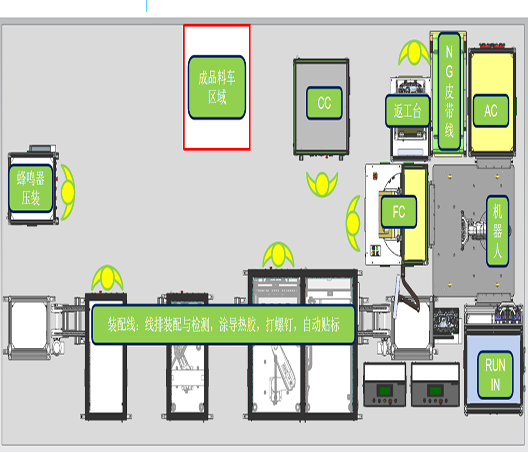 成品料车
区域
CC
返工台
N
G
皮
带
线
AC
蜂鸣器
压装
FC
机
器
人
装配线：线排装配与检测，涂导热胶，打螺钉，自动贴标
RUN
IN